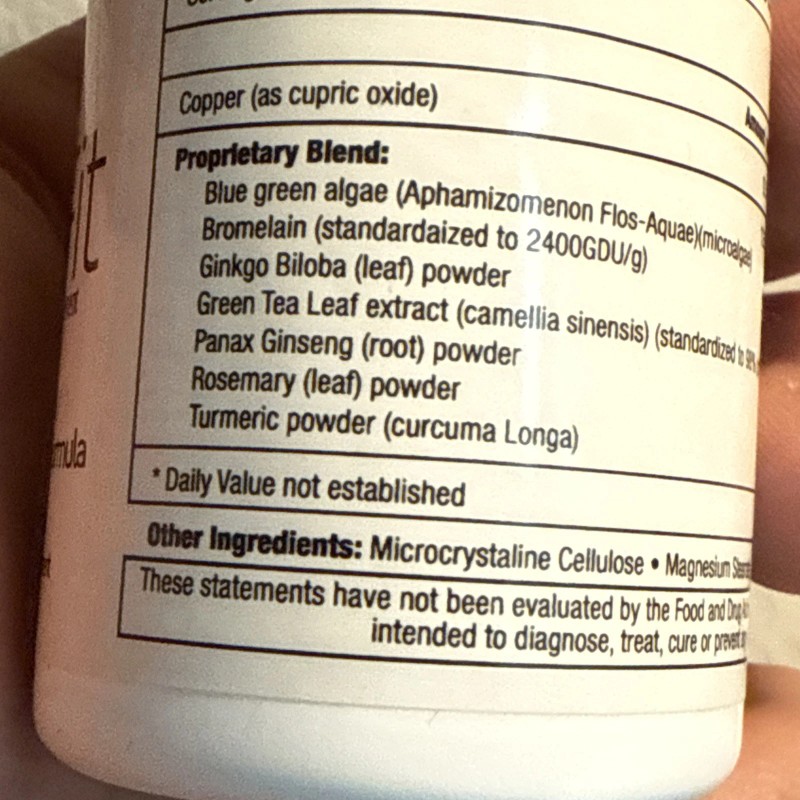 Copper (as cupric oxide)
Proprietary Blend:
Blue green algae (Aphamizomenon Flos-Aquae)(microalgae)
Bromelain (standardaized to 2400GDU/g)
Ginkgo Biloba (leaf) powder
Green Tea Leaf extract (camellia sinensis) (standardized to 98%
Panax Ginseng (root) powder
Rosemary (leaf) powder
Turmeric powder (curcuma Longa)
* Daily Value not established
Other Ingredients: Microcrystaline Cellulose • Magnesium
These statements have not been evaluated by the Food and Drug
intended to diagnose, treat, cure or prevent
it
mula